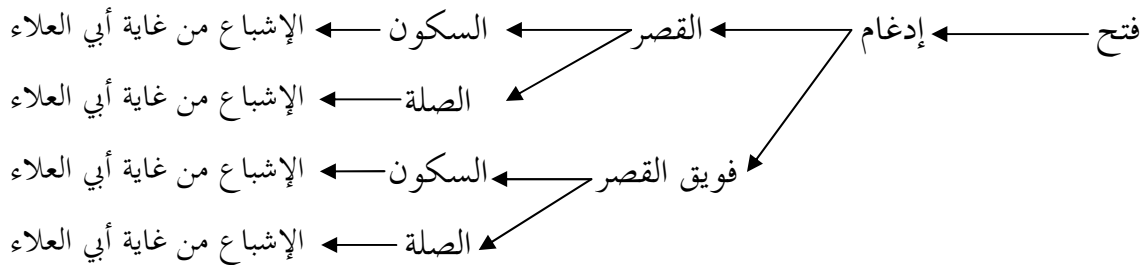 فتح إدغام القصر السكون الإشباع من غاية أبي العلاء
الصلة الإشباع من غاية أبي العلاء
فويق القصر السكون الإشباع من غاية أبي العلاء
الصلة الإشباع من غاية أبي العلاء